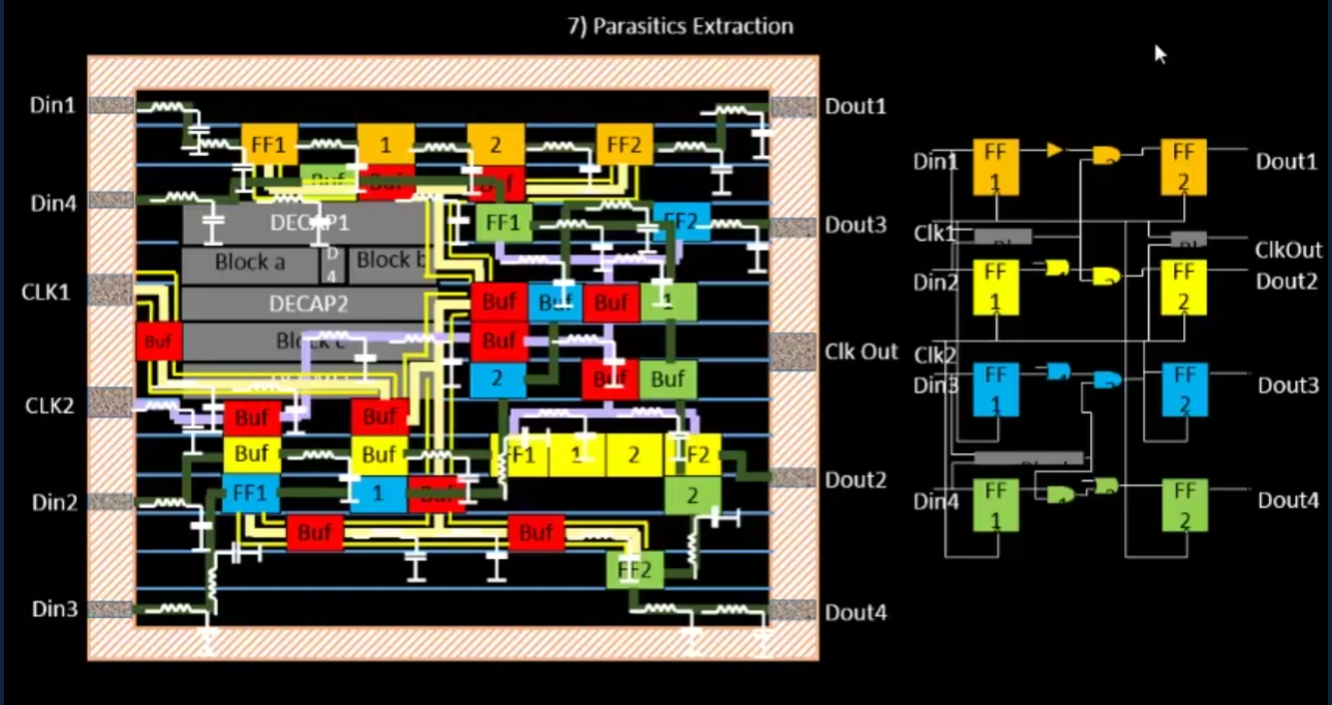 7) Parasitics Extraction
Din1
Dout1
FF1 1 2 FF2
Buf Buf
Din4
DECAP1
FF1 FF2
Dout3
Block a D4 Block b
CLK1
DECAP2
Buf Buf Buf 1
Buf
Block c
Buf
Clk Out
2 Buf Buf
CLK2
Buf Buf
Buf Buf
1 2
Dout2
FF1 1 Buf
2
Din2
Buf Buf
FF2
Din3
Dout4
Din1 FF 1 FF 2 Dout1
Clk1
ClkOut
Din2 FF 1 FF 2 Dout2
Clk2
Din3 FF 1 FF 2 Dout3
Din4 FF 1 FF 2 Dout4